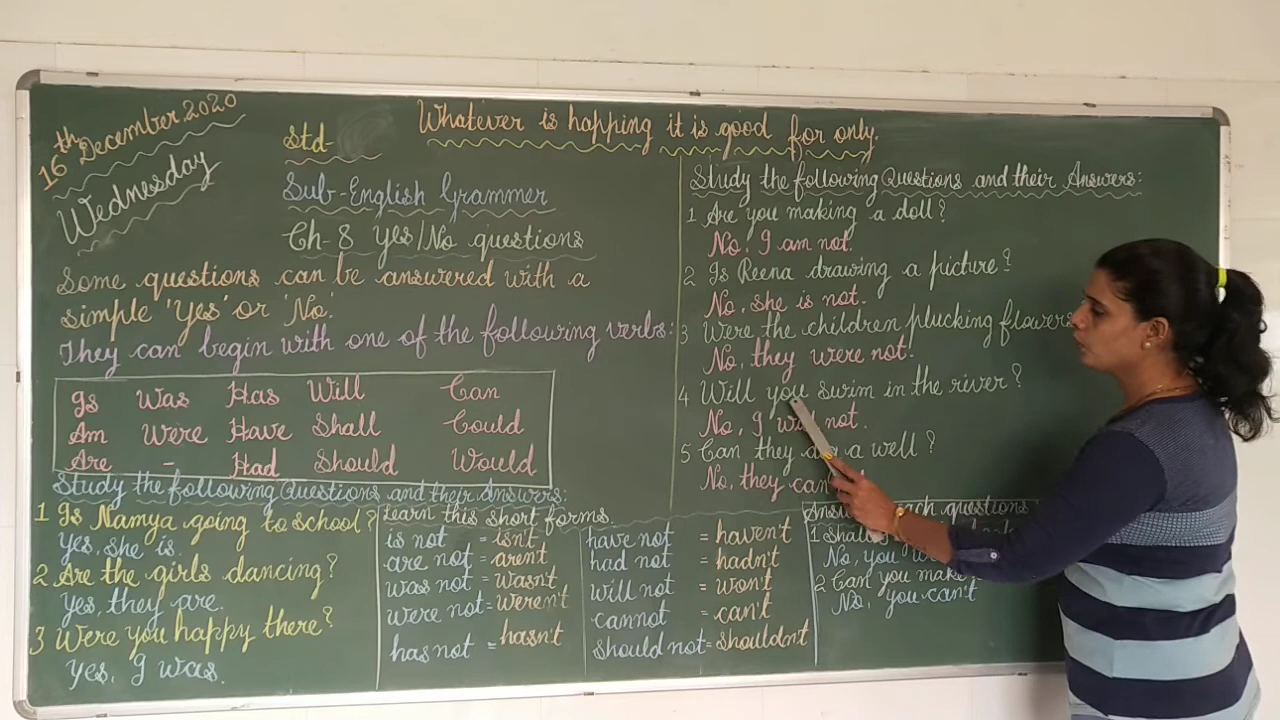 16th December 2020
Wednesday
Std-
Whatever is happing it is good for only.
Sub-English Grammer
Ch-8 Yes/No questions
Some questions can be answered with a
simple 'Yes' or 'No.'
They can begin with one of the following verbs:
Is Was Has Will Can
Am Were Have Shall Could
Are - Had Should Would
Study the following Questions and their Answers:
1 Is Namya going to school?
Yes, she is.
2 Are the girls dancing?
Yes, they are.
3 Were you happy there?
Yes, I was.
Learn this short forms.
is not = isn't
are not = aren't
was not = wasn't
were not = weren't
has not = hasn't
have not = haven't
had not = hadn't
will not = won't
cannot = can't
should not = shouldn't
Study the following Questions and their Answers:
1 Are you making a doll?
No, I am not.
2 Is Reena drawing a picture?
No, she is not.
3 Were the children plucking flowers
No, they were not.
4 Will you swim in the river?
No, I will not.
5 Can they a well?
No, they can
each questions
1 Shall
No, you
2 Can you make
No, you can't